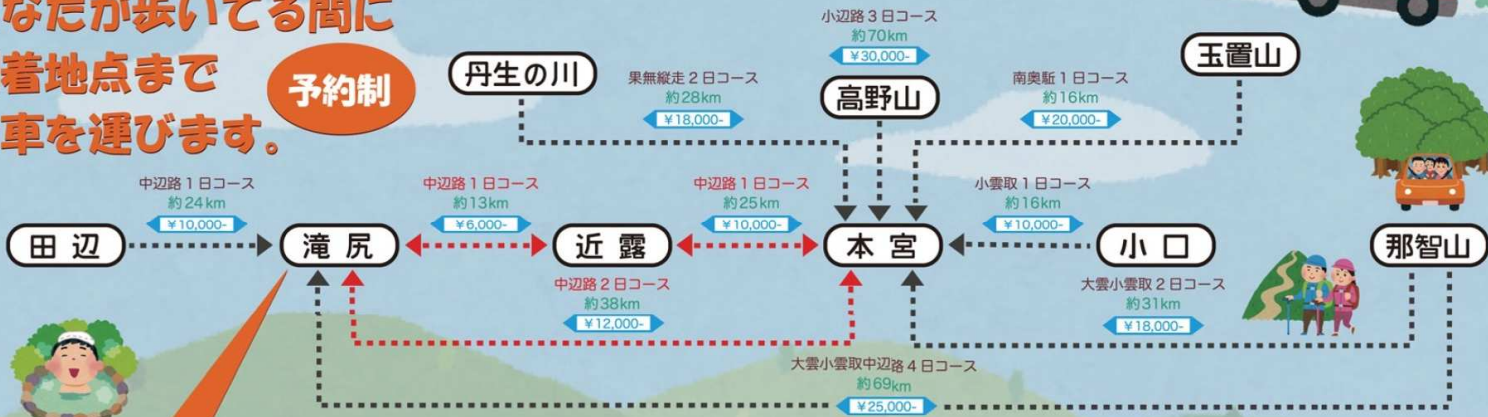 なたが歩いてる間に
着地点まで
車を運びます。
予約制
丹生の川
果無縦走2日コース
約28km
¥18,000-
小辺路3日コース
約70km
¥30,000-
高野山
南奥駈1日コース
約16km
¥20,000-
玉置山
中辺路1日コース
約24km
¥10,000-
中辺路1日コース
約13km
¥6,000-
中辺路1日コース
約25km
¥10,000-
小雲取1日コース
約16km
¥10,000-
田辺
滝尻
近露
本宮
小口
那智山
中辺路2日コース
約38km
¥12,000-
大雲小雲取2日コース
約31km
¥18,000-
大雲小雲取中辺路4日コース
約69km
¥25,000-